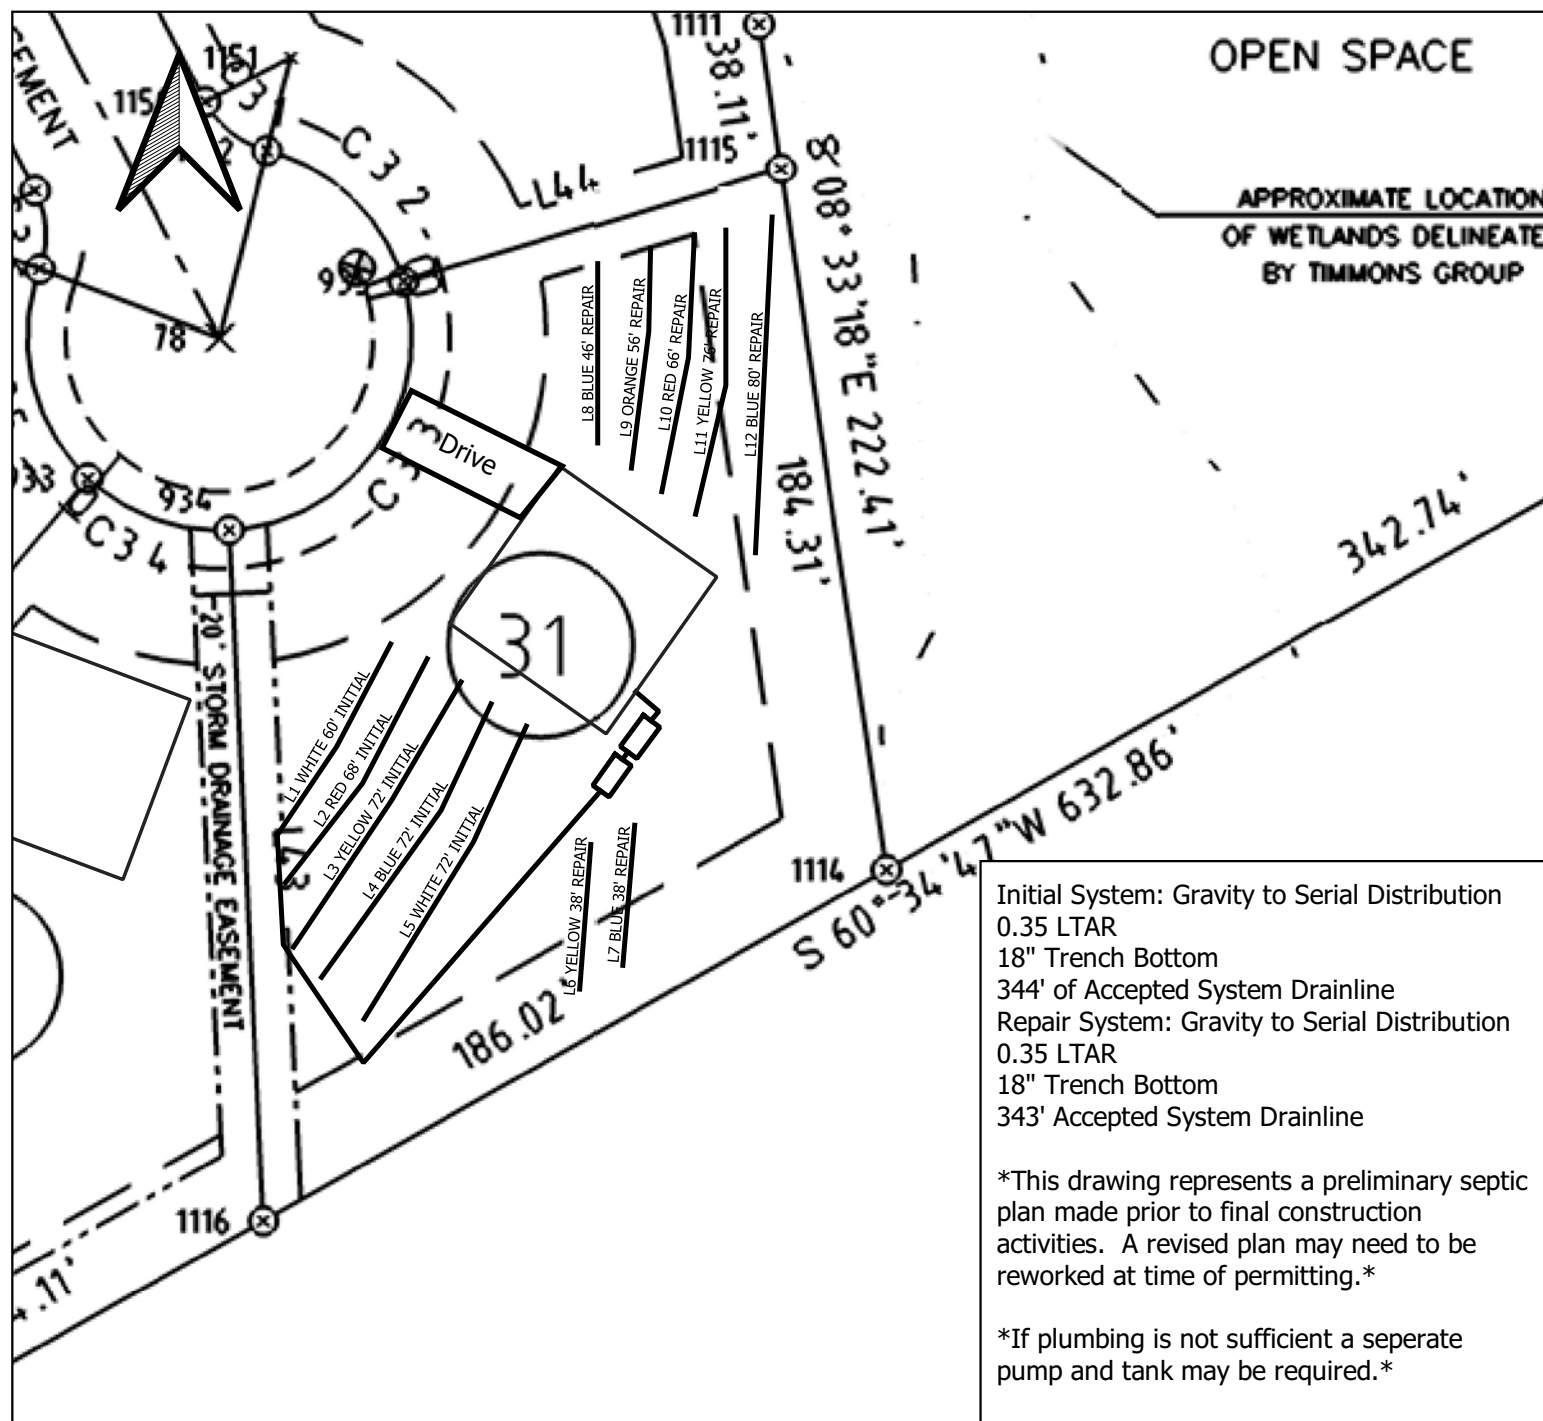 OPEN SPACE
APPROXIMATE LOCATION
OF WETLANDS DELINEATE
BY TIMMONS GROUP
EMENT
1151
1111
38.11'
1115
C32
L44
08°33'18"E 222.41'
184.31'
78
933
934
C33
C34
Drive
31
L8 BLUE 46' REPAIR
L9 ORANGE 56' REPAIR
L10 RED 66' REPAIR
L11 YELLOW 76' REPAIR
L12 BLUE 80' REPAIR
20' STORM DRAINAGE EASEMENT
L1 WHITE 60' INITIAL
L2 RED 68' INITIAL
L3 YELLOW 72' INITIAL
L4 BLUE 72' INITIAL
L5 WHITE 72' INITIAL
L43
L6 YELLOW 38' REPAIR
L7 BLUE 38' REPAIR
342.74'
S 60°34'47"W 632.86'
1114
186.02'
1116
.11'
Initial System: Gravity to Serial Distribution
0.35 LTAR
18" Trench Bottom
344' of Accepted System Drainline
Repair System: Gravity to Serial Distribution
0.35 LTAR
18" Trench Bottom
343' Accepted System Drainline
*This drawing represents a preliminary septic
plan made prior to final construction
activities.  A revised plan may need to be
reworked at time of permitting.*
*If plumbing is not sufficient a seperate
pump and tank may be required.*